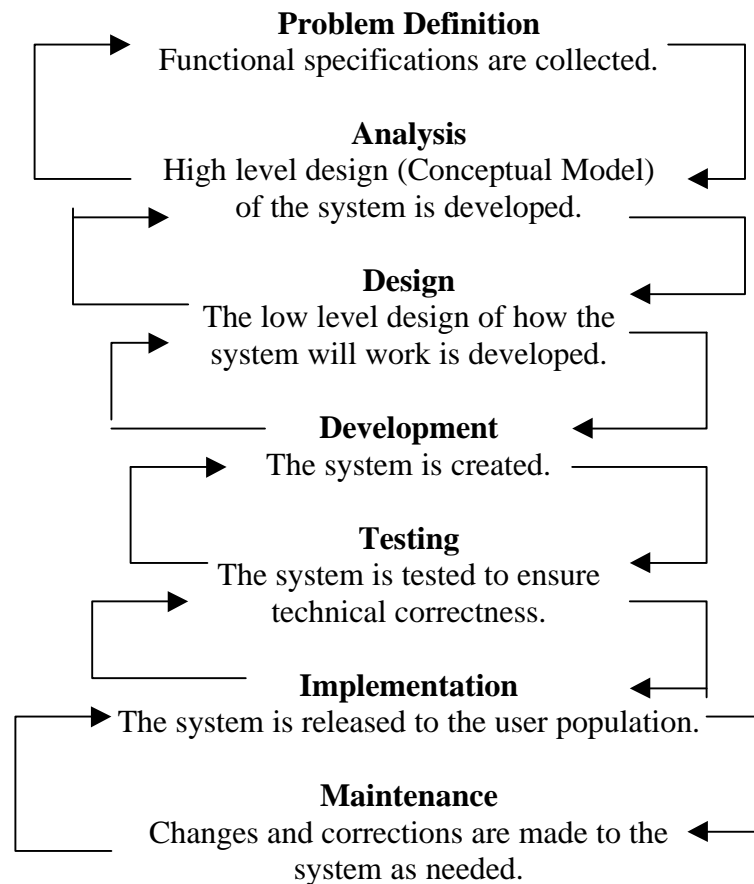 Problem Definition
Functional specifications are collected.
Analysis
High level design (Conceptual Model)
of the system is developed.
Design
The low level design of how the
system will work is developed.
Development
The system is created.
Testing
The system is tested to ensure
technical correctness.
Implementation
The system is released to the user population.
Maintenance
Changes and corrections are made to the
system as needed.